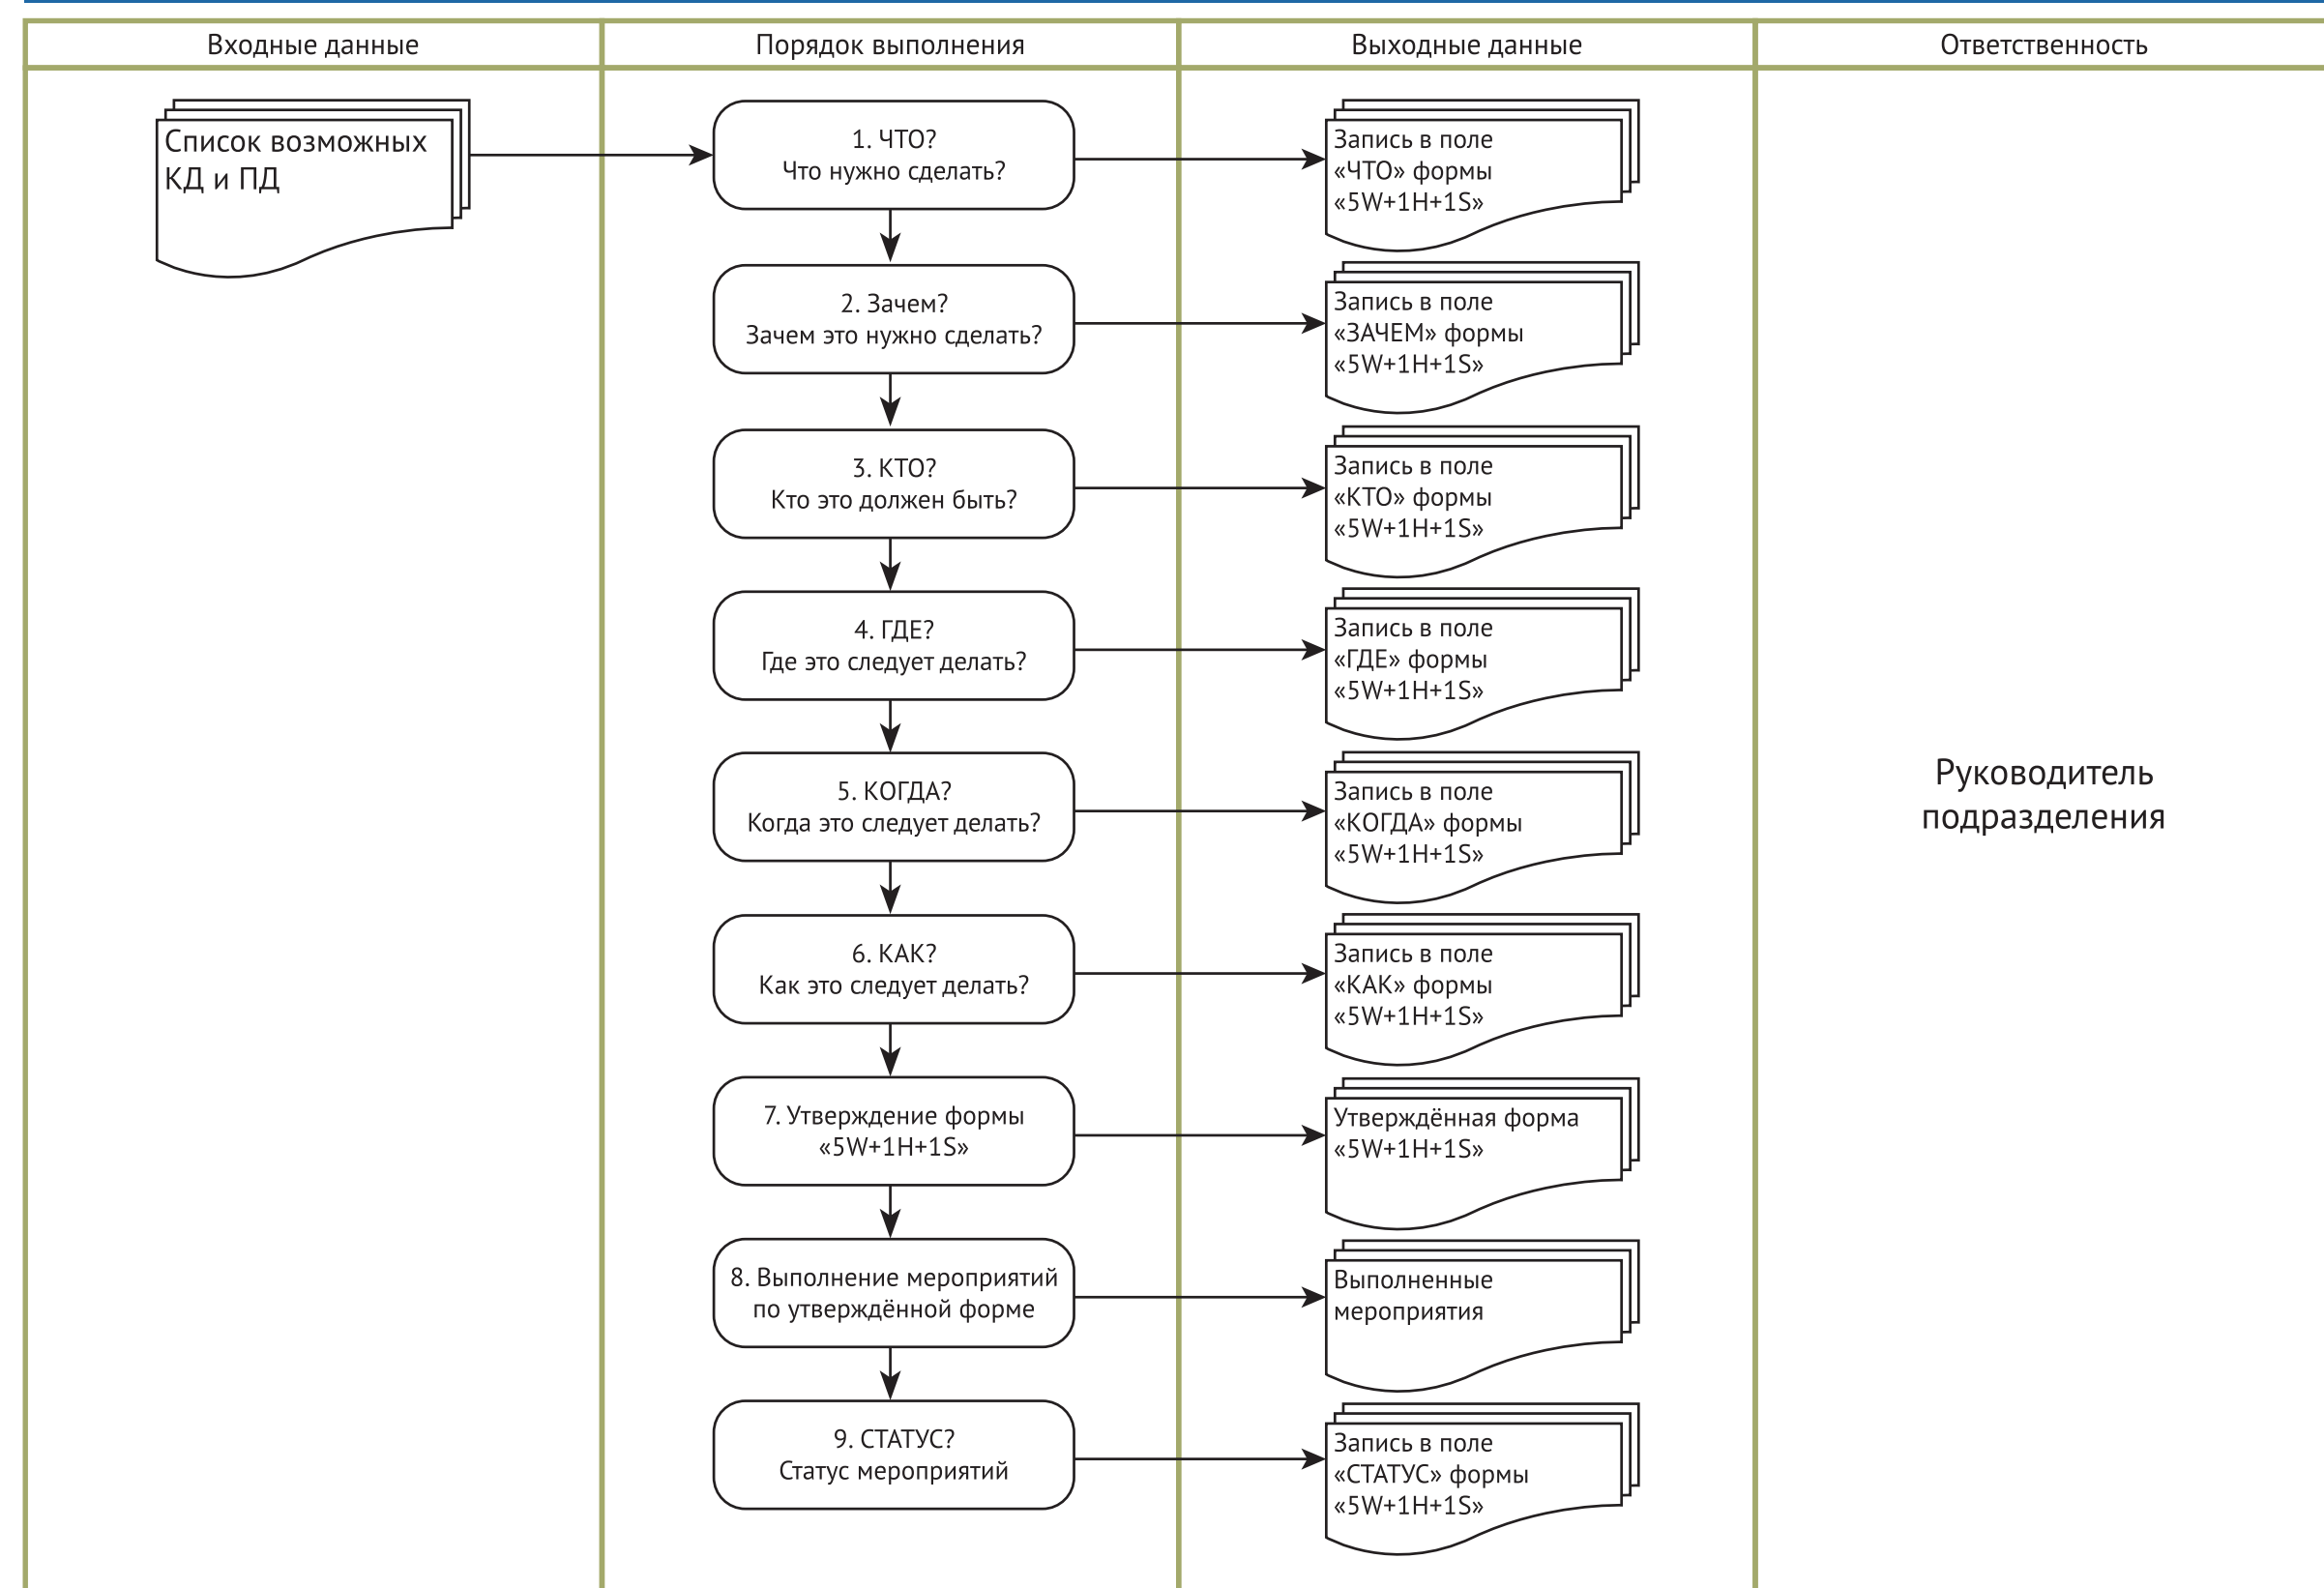 Входные данные
Порядок выполнения
Выходные данные
Ответственность
Список возможных
КД и ПД
1. ЧТО?
Что нужно сделать?
Запись в поле
«ЧТО» формы
«5W+1H+1S»
2. Зачем?
Зачем это нужно сделать?
Запись в поле
«ЗАЧЕМ» формы
«5W+1H+1S»
3. КТО?
Кто это должен быть?
Запись в поле
«КТО» формы
«5W+1H+1S»
4. ГДЕ?
Где это следует делать?
Запись в поле
«ГДЕ» формы
«5W+1H+1S»
5. КОГДА?
Когда это следует делать?
Запись в поле
«КОГДА» формы
«5W+1H+1S»
Руководитель
подразделения
6. КАК?
Как это следует делать?
Запись в поле
«КАК» формы
«5W+1H+1S»
7. Утверждение формы
«5W+1H+1S»
Утверждённая форма
«5W+1H+1S»
8. Выполнение мероприятий
по утверждённой форме
Выполненные
мероприятия
9. СТАТУС?
Статус мероприятий
Запись в поле
«СТАТУС» формы
«5W+1H+1S»